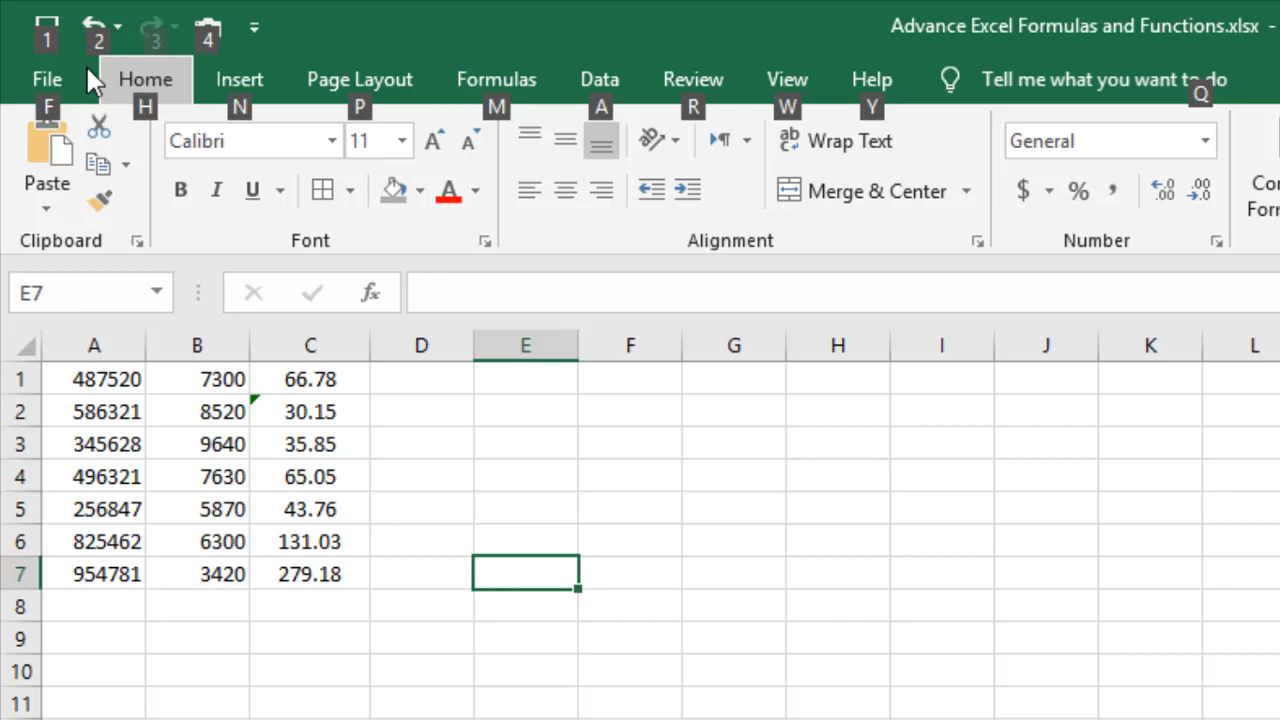 Advance Excel Formulas and Functions.xlsx -
1 2 3 4
File Home Insert Page Layout Formulas Data Review View Help Tell me what you want to do
F H N P M A R W Y Q
Calibri 11 Wrap Text General
Paste B I U Merge & Center $ % , .00 .00 Co
.0
Clipboard Font Alignment Number
E7 fx
A B C D E F G H I J K L
1 487520 7300 66.78
2 586321 8520 30.15
3 345628 9640 35.85
4 496321 7630 65.05
5 256847 5870 43.76
6 825462 6300 131.03
7 954781 3420 279.18
8
9
10
11